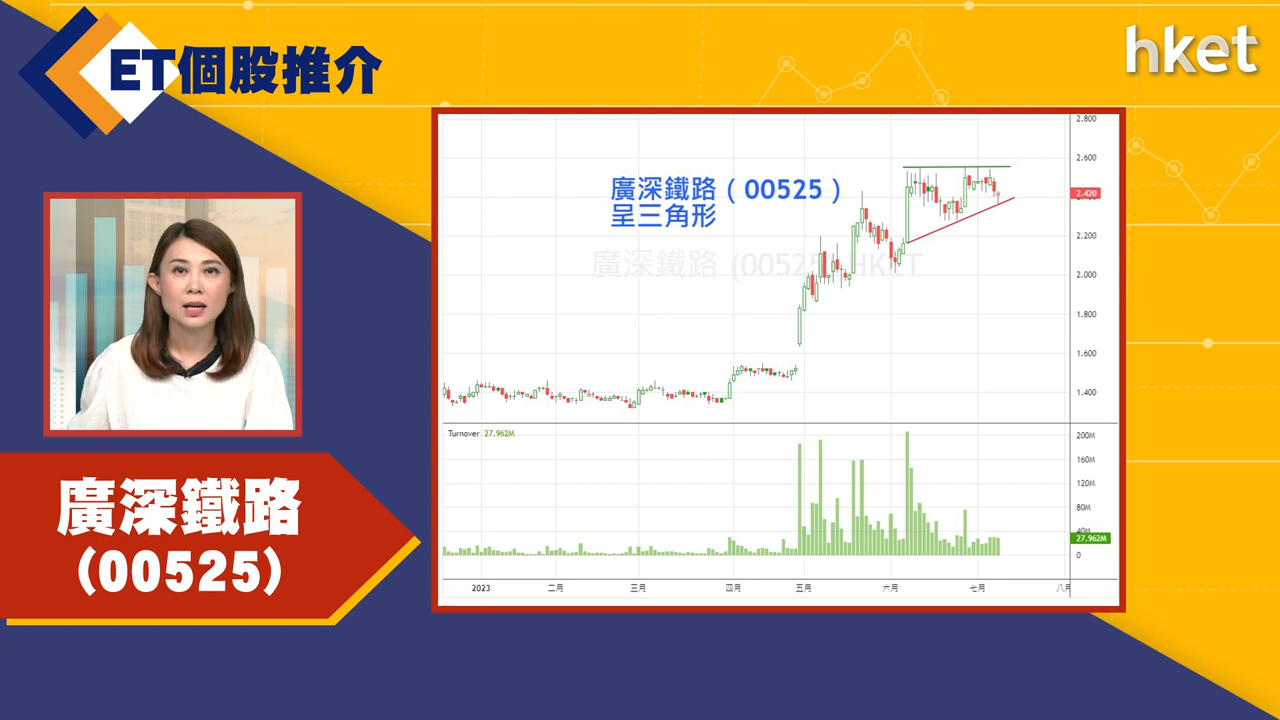 ET個股推介
hket
廣深鐵路
(00525)
廣深鐵路 ( 00525 )
呈三角形
廣深鐵路 (00525) HKET
2.800
2.600
2.420
2.400
2.200
2.000
1.800
1.600
1.400
Turnover 27.962M
200M
160M
120M
80M
40M
27.962M
0
2023 二月 三月 四月 五月 六月 七月 八月